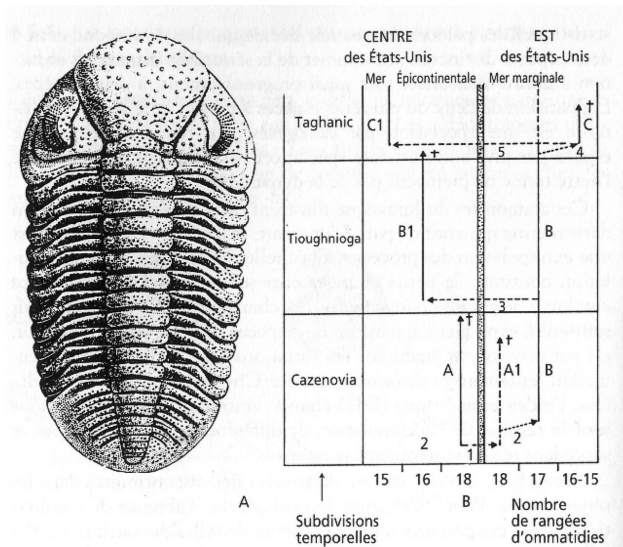 CENTRE
des États-Unis
EST
des États-Unis
Mer Épicontinentale
Mer marginale
Taghanic
C1
†
C
5
4
†
Tioughnioga
B1
B
3
†
†
Cazenovia
A
A1
B
2
2
1
15 16 18 18 17 16-15
A
B
Subdivisions
temporelles
Nombre
de rangées
d'ommatidies